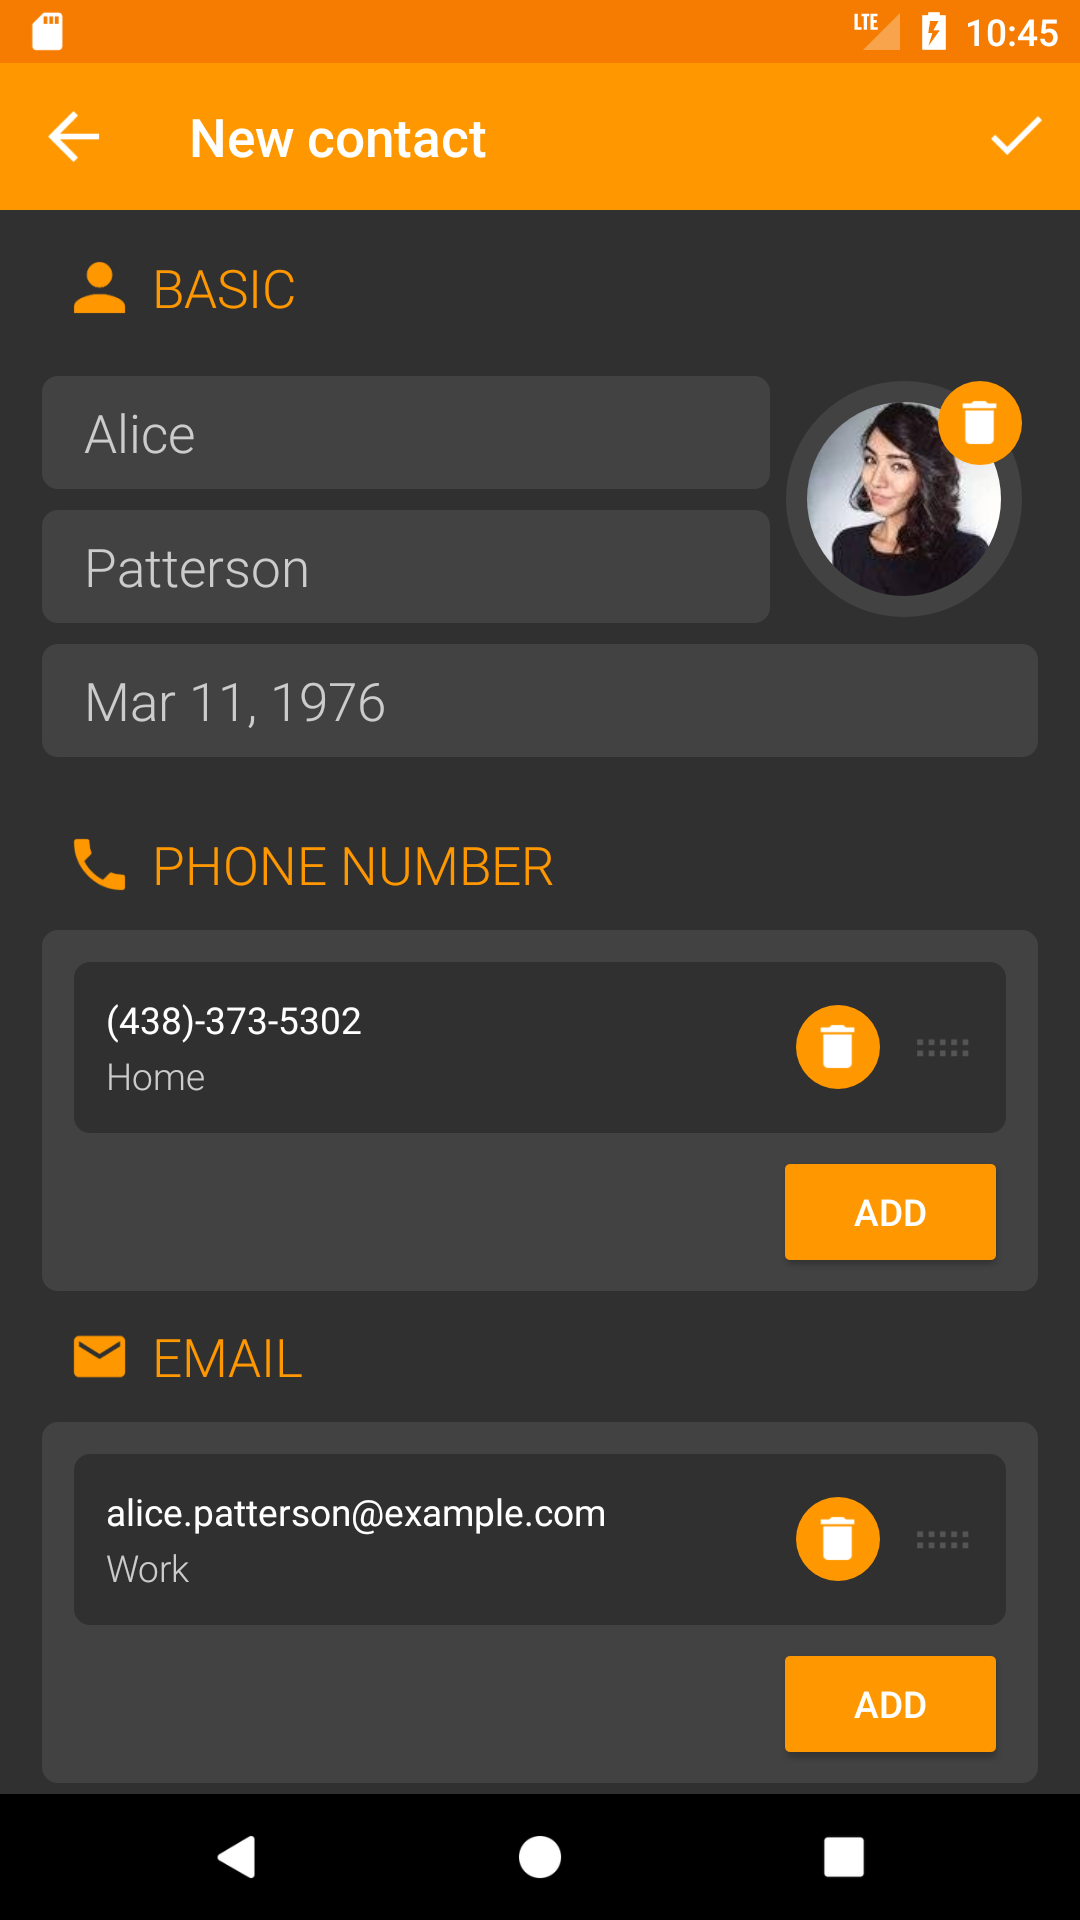 LTE 10:45
New contact
BASIC
Alice
Patterson
Mar 11, 1976
PHONE NUMBER
(438)-373-5302
Home
ADD
EMAIL
alice.patterson@example.com
Work
ADD